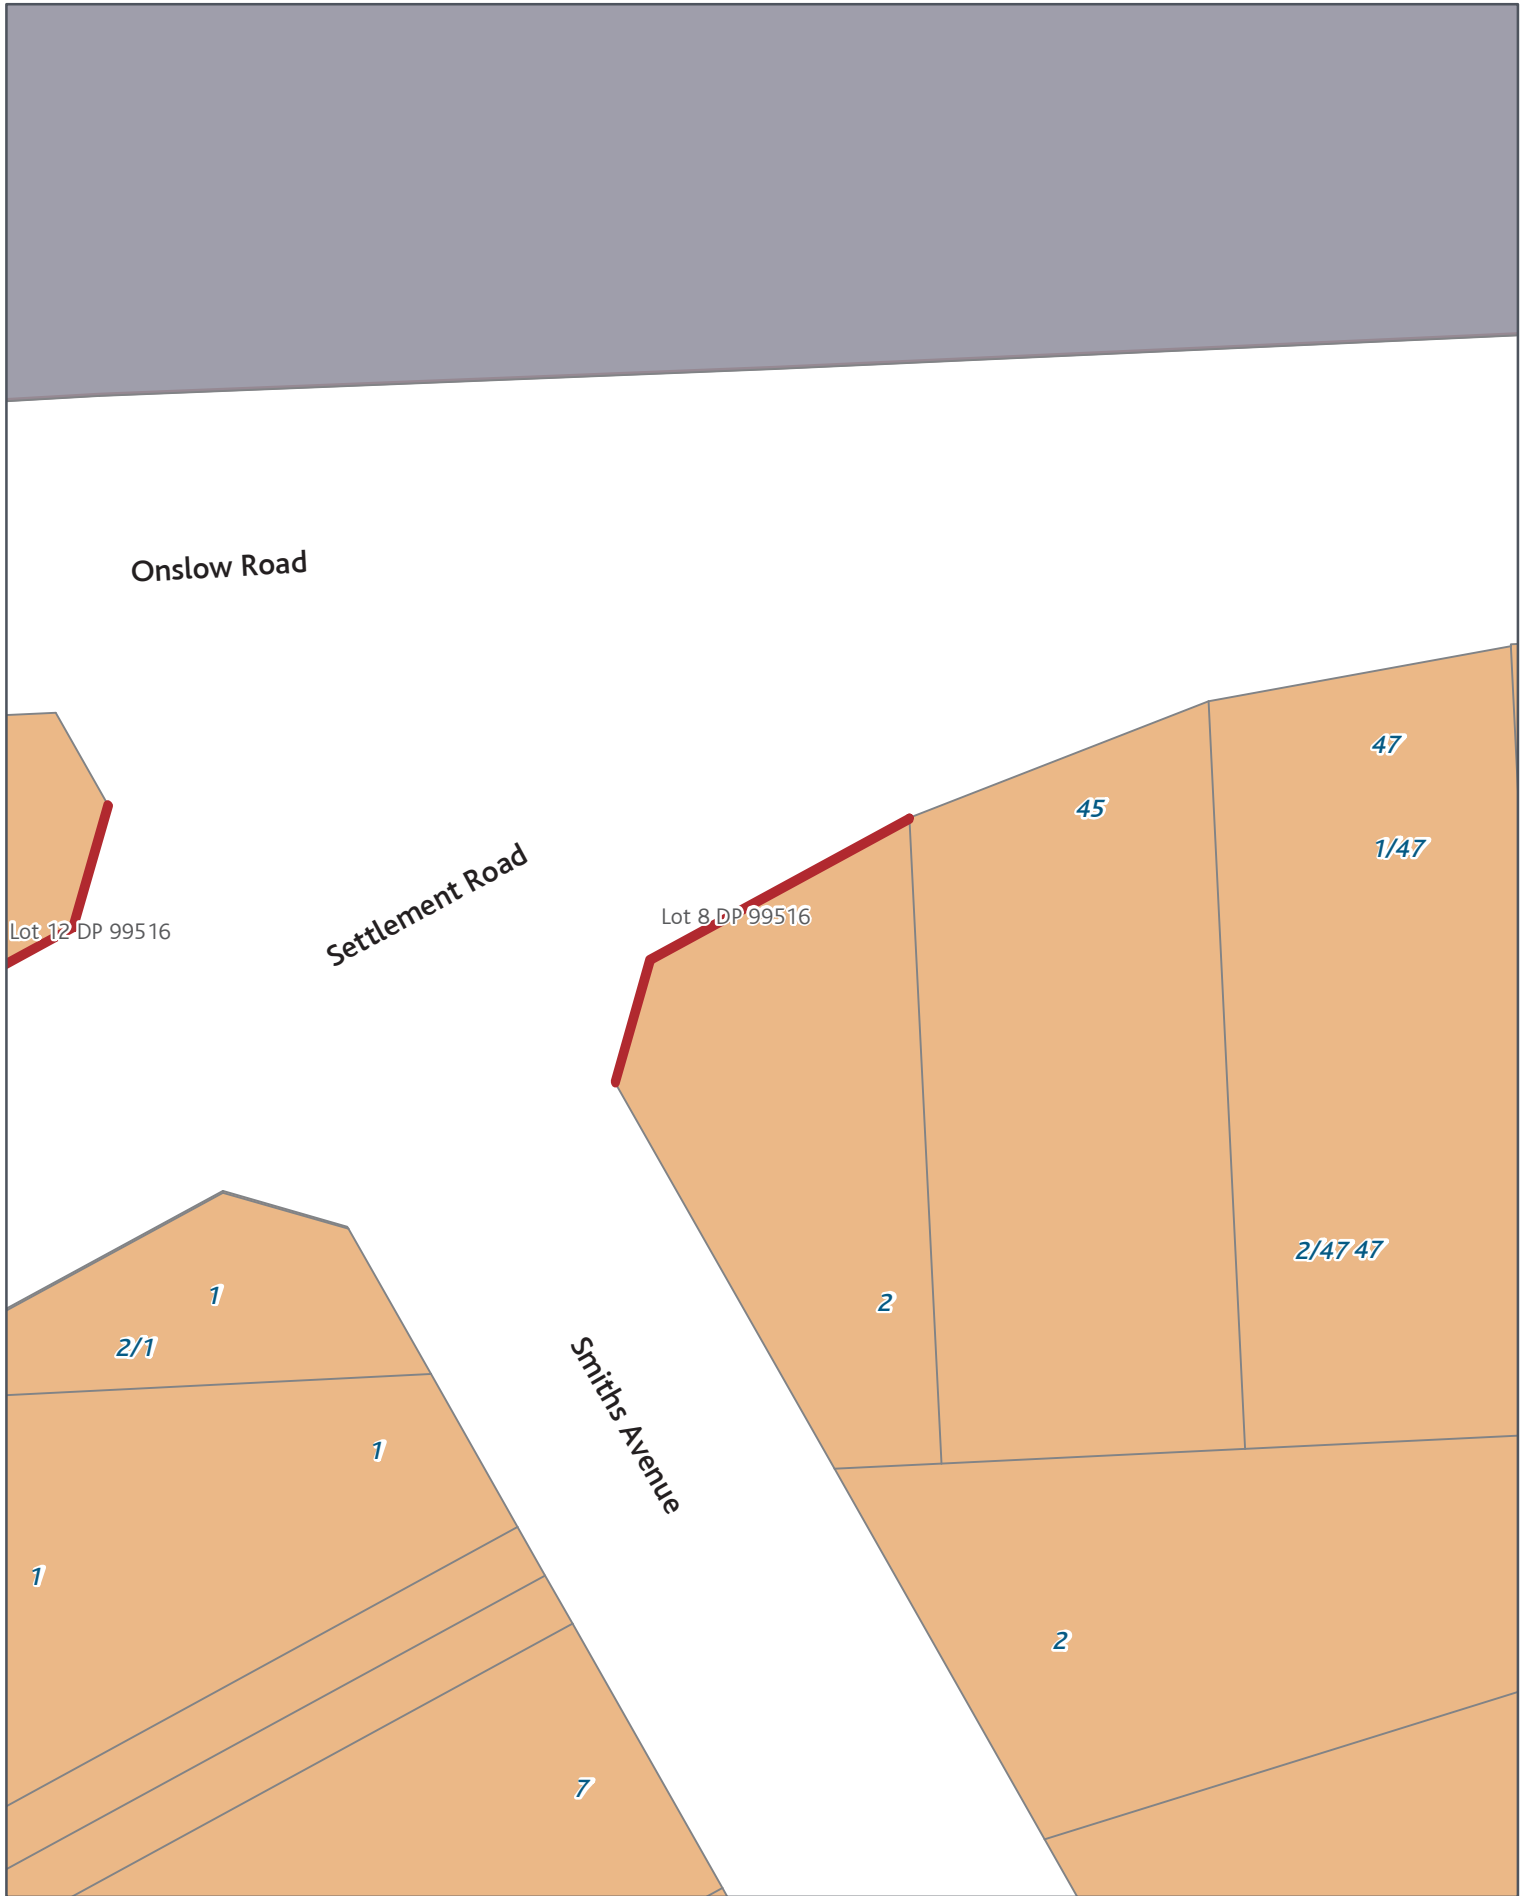 Onslow Road
47
45
1/47
Settlement Road
Lot 8 DP 99516
Lot 12 DP 99516
2/47 47
1
2
2/1
Smiths Avenue
1
1
2
7